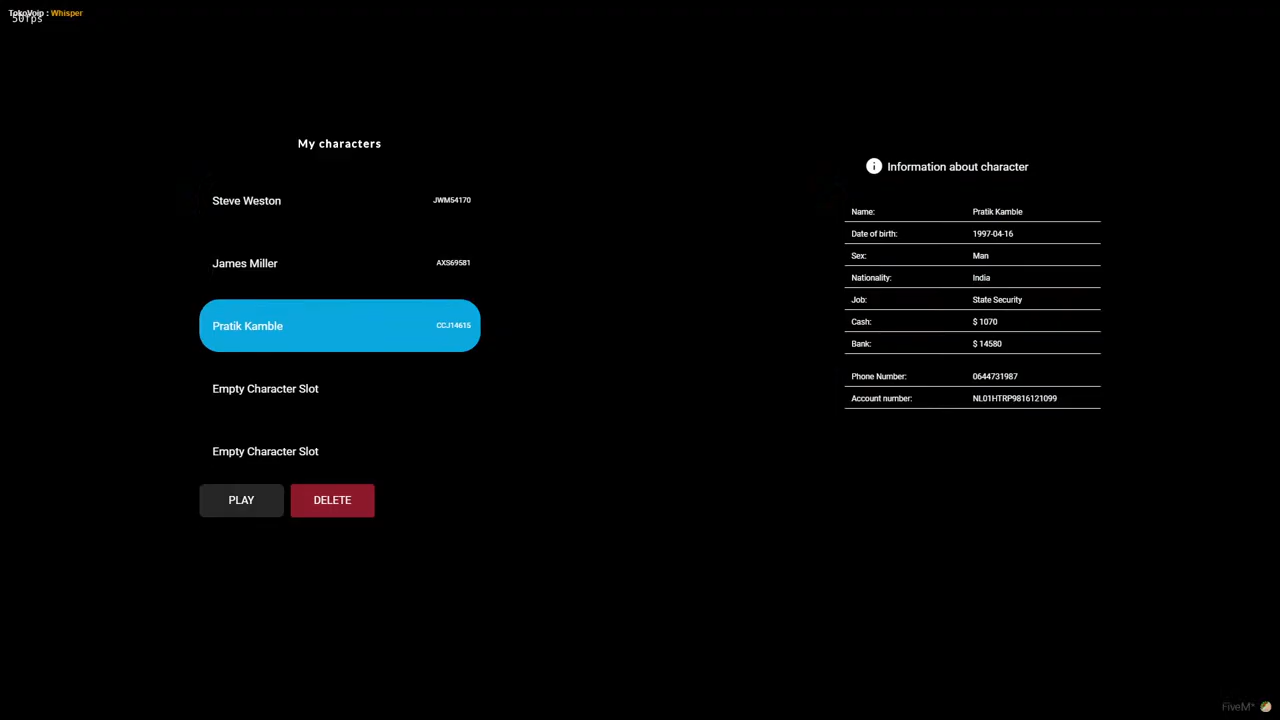 TokoVoip : Whisper
50fps
My characters
Steve Weston JWM54170
James Miller AXS69581
Pratik Kamble CCJ14615
Empty Character Slot
Empty Character Slot
PLAY DELETE
Information about character
Name: Pratik Kamble
Date of birth: 1997-04-16
Sex: Man
Nationality: India
Job: State Security
Cash: $ 1070
Bank: $ 14580
Phone Number: 0644731987
Account number: NL01HTRP9816121099
FiveM*